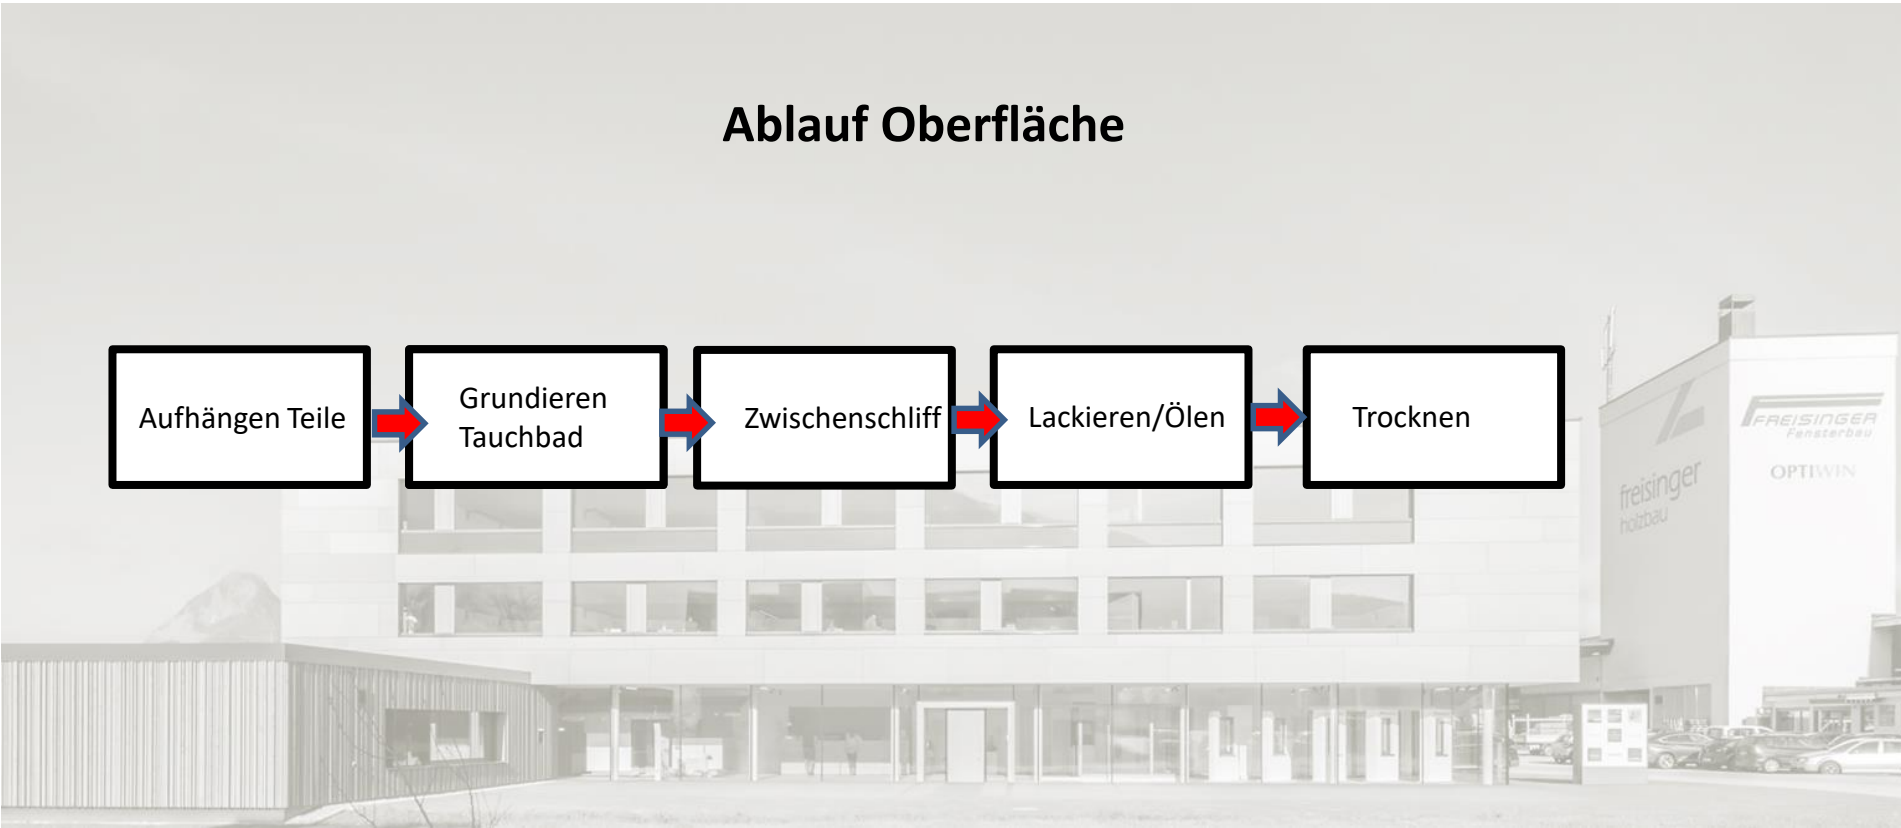 Ablauf Oberfläche
Aufhängen Teile
Grundieren
Tauchbad
Zwischenschliff
Lackieren/Ölen
Trocknen
FREISINGER
Fensterbau
OPTIWIN
freisinger
holzbau